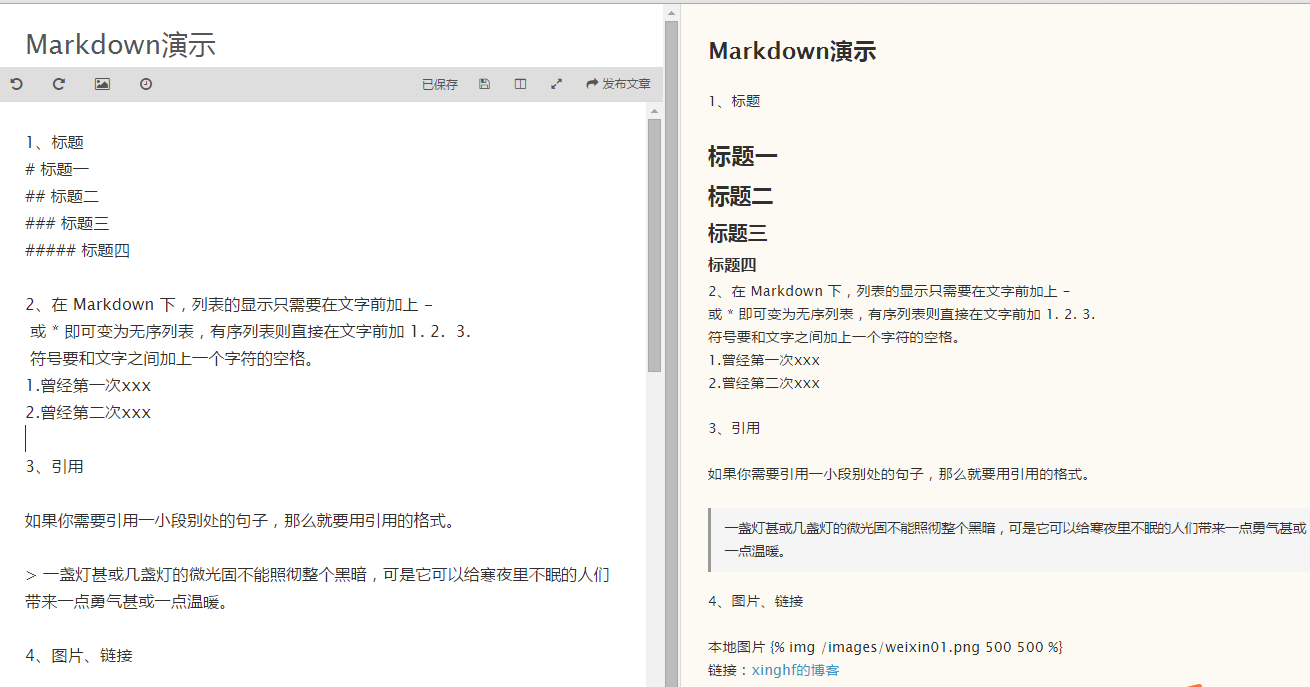 Markdown演示
已保存
发布文章
1、标题
# 标题一
## 标题二
### 标题三
##### 标题四
2、在 Markdown 下，列表的显示只需要在文字前加上 -
或 * 即可变为无序列表，有序列表则直接在文字前加 1. 2. 3.
符号要和文字之间加上一个字符的空格。
1.曾经第一次xxx
2.曾经第二次xxx
3、引用
如果你需要引用一小段别处的句子，那么就要用引用的格式。
> 一盏灯甚或几盏灯的微光固不能照彻整个黑暗，可是它可以给寒夜里不眠的人们
带来一点勇气甚或一点温暖。
4、图片、链接
Markdown演示
1、标题
标题一
标题二
标题三
标题四
2、在 Markdown 下，列表的显示只需要在文字前加上 -
或 * 即可变为无序列表，有序列表则直接在文字前加 1. 2. 3.
符号要和文字之间加上一个字符的空格。
1.曾经第一次xxx
2.曾经第二次xxx
3、引用
如果你需要引用一小段别处的句子，那么就要用引用的格式。
一盏灯甚或几盏灯的微光固不能照彻整个黑暗，可是它可以给寒夜里不眠的人们带来一点勇气甚或
一点温暖。
4、图片、链接
本地图片 {% img /images/weixin01.png 500 500 %}
链接：xinghf的博客